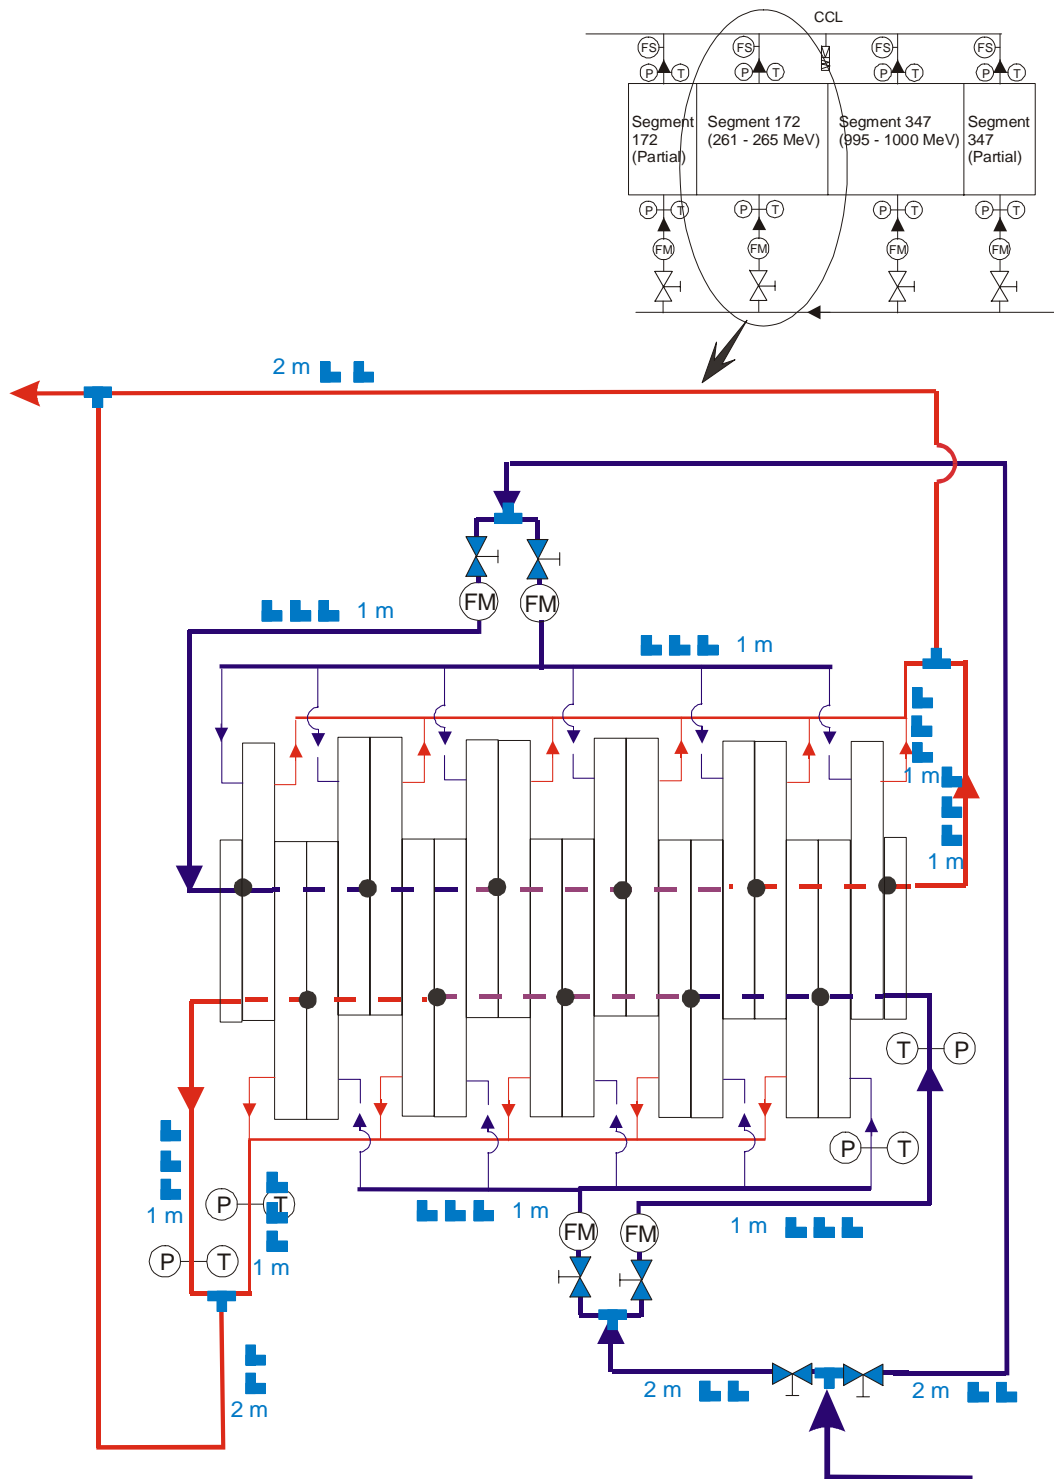 CCL
FS
FS
FS
FS
P T
P T
P T
P T
Segment
172
(Partial)
Segment 172
(261 - 265 MeV)
Segment 347
(995 - 1000 MeV)
Segment
347
(Partial)
P T
P T
P T
P T
FM
FM
FM
FM
2 m
FM
FM
1 m
1 m
1 m
1 m
T P
P T
1 m
P T
1 m
P T
1 m
1 m
FM
FM
2 m
2 m
2 m